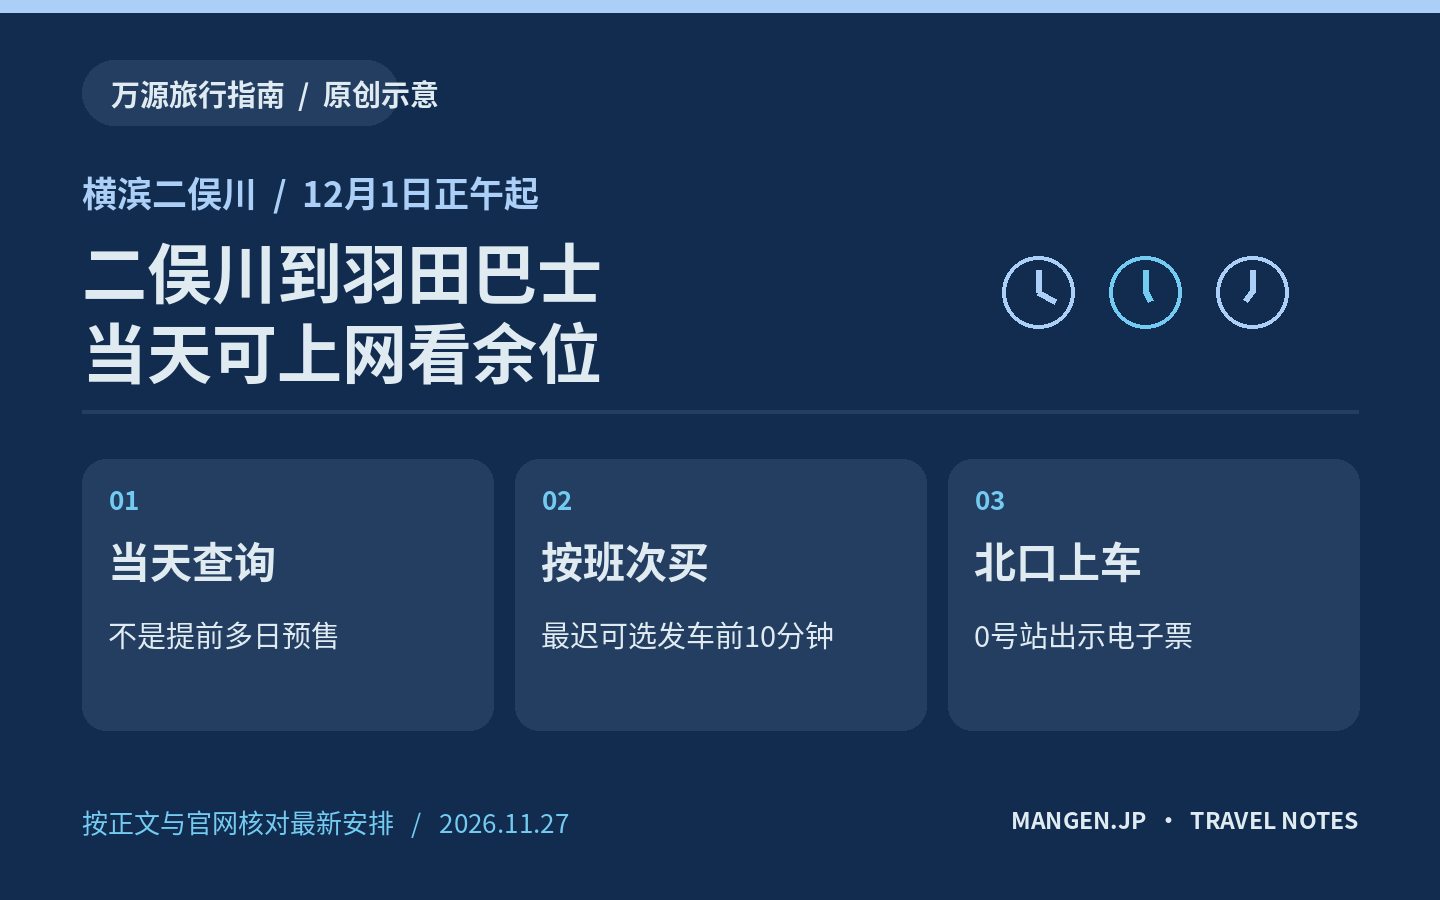 万源旅行指南 / 原创示意
横滨二俣川 / 12月1日正午起
二俣川到羽田巴士
当天可上网看余位
01
当天查询
不是提前多日预售
02
按班次买
最迟可选发车前10分钟
03
北口上车
0号站出示电子票
按正文与官网核对最新安排 / 2026.11.27
MANGEN.JP • TRAVEL NOTES